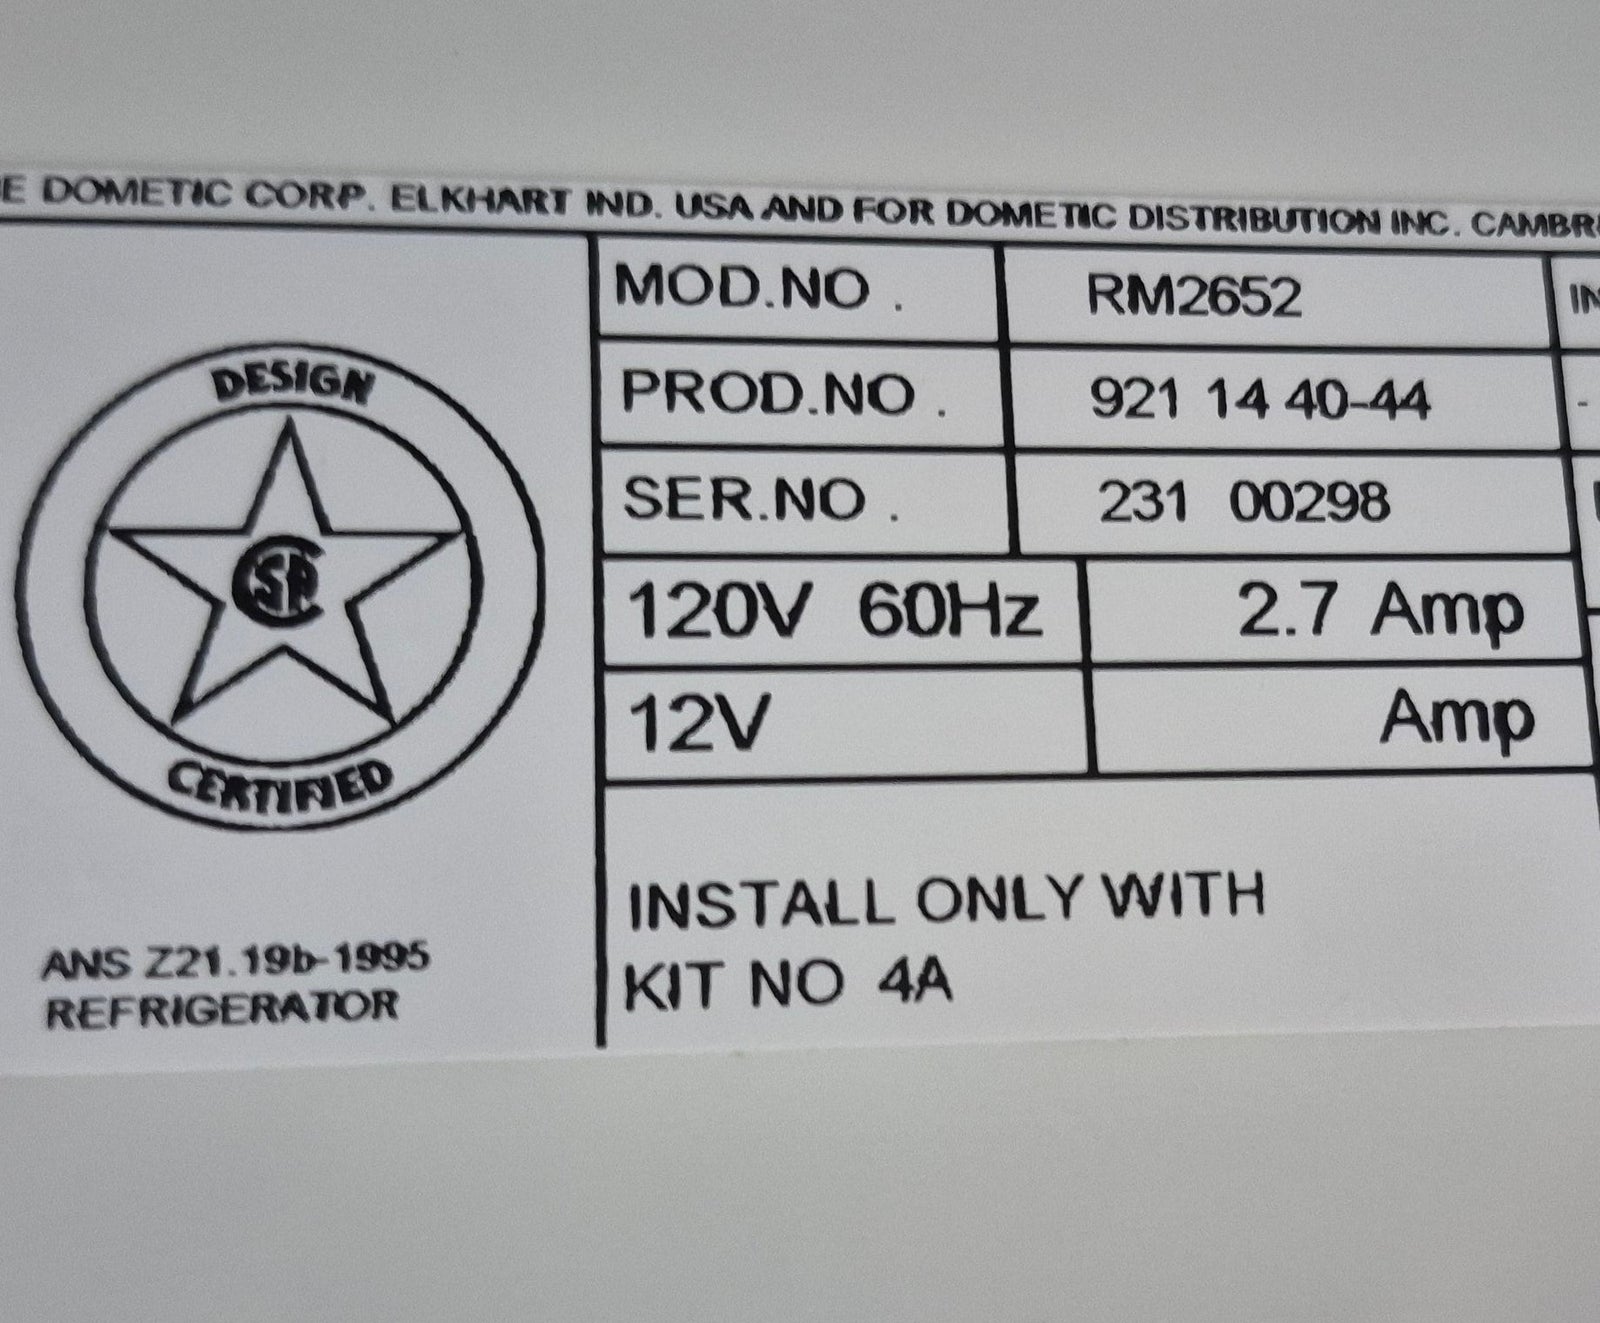 E DOMETIC CORP. ELKHART IND. USA AND FOR DOMETIC DISTRIBUTION INC. CAMBR
MOD.NO . RM2652 IN
PROD.NO . 921 14 40-44 -
SER.NO . 231 00298
120V 60Hz 2.7 Amp
12V Amp
DESIGN
CSA
CERTIFIED
INSTALL ONLY WITH
KIT NO 4A
ANS Z21.19b-1995
REFRIGERATOR